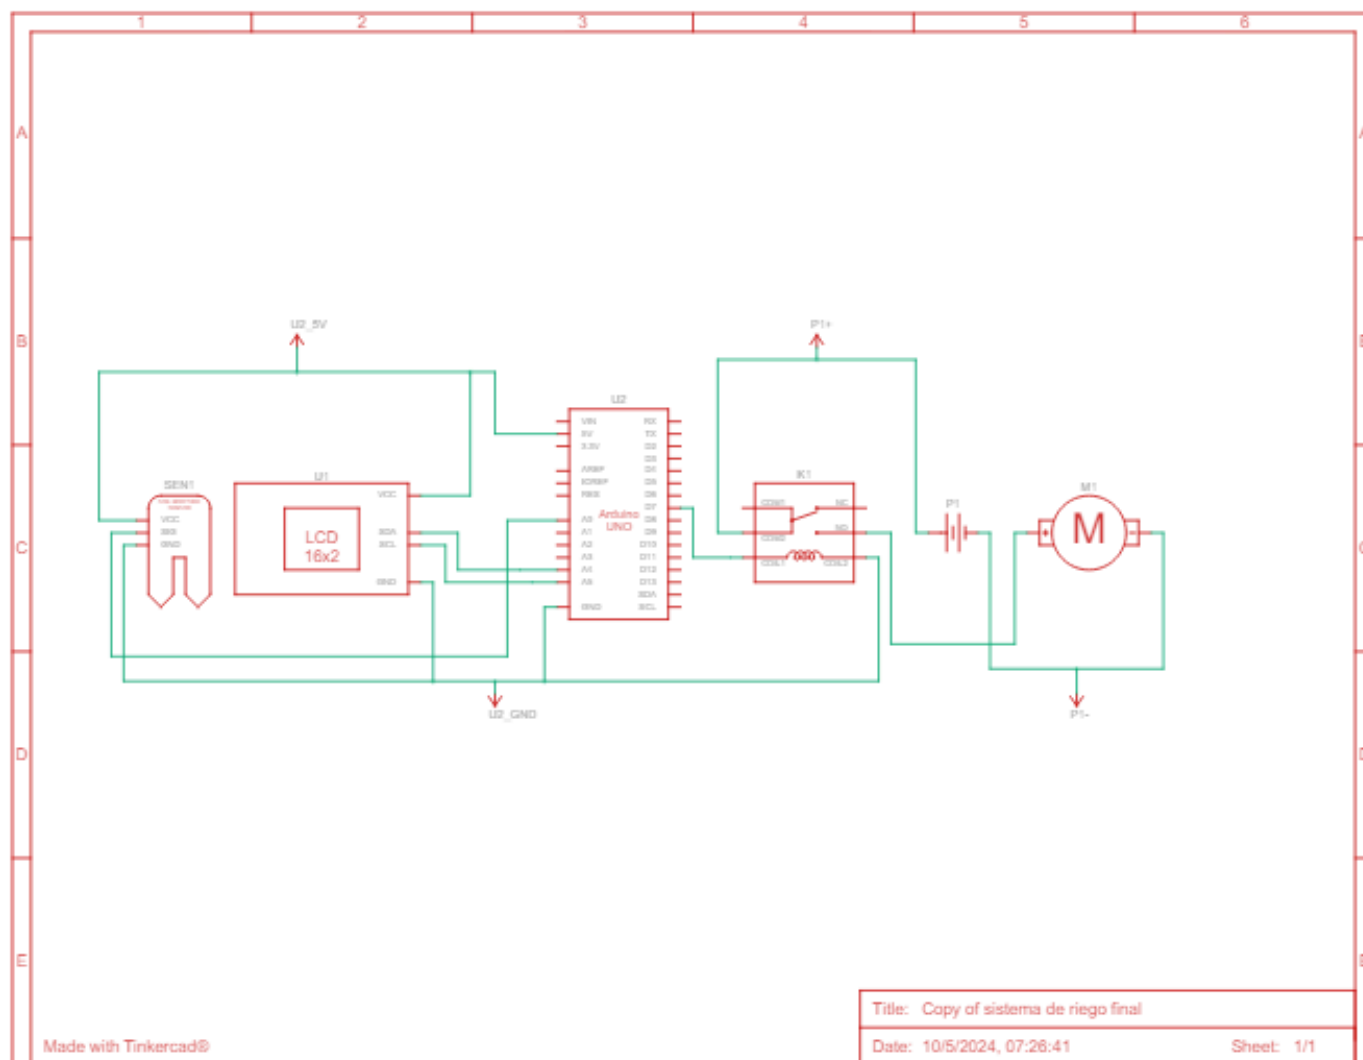 1 2 3 4 5 6
A
B
C
D
E
U2_5V
P1+
U2
SEN1
VCC
GND
U1
VCC
SDA
SCL
GND
LCD
16x2
VIN
5V
3.3V
AREF
IOREF
RES
A0
A1
A2
A3
A4
A5
GND
Arduino
UNO
RX
TX
D2
D3
D4
D5
D6
D7
D8
D9
D10
D11
D12
D13
SDA
SCL
K1
COM1
NC
NO
COM2
COIL1
COIL2
P1
M1
M
+
-
U2_GND
P1-
Title: Copy of sistema de riego final
Made with Tinkercad®
Date: 10/5/2024, 07:26:41 Sheet: 1/1